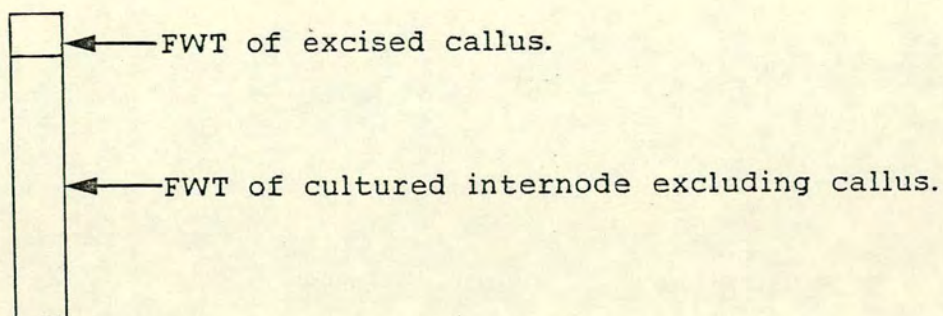 FWT of excised callus.
FWT of cultured internode excluding callus.